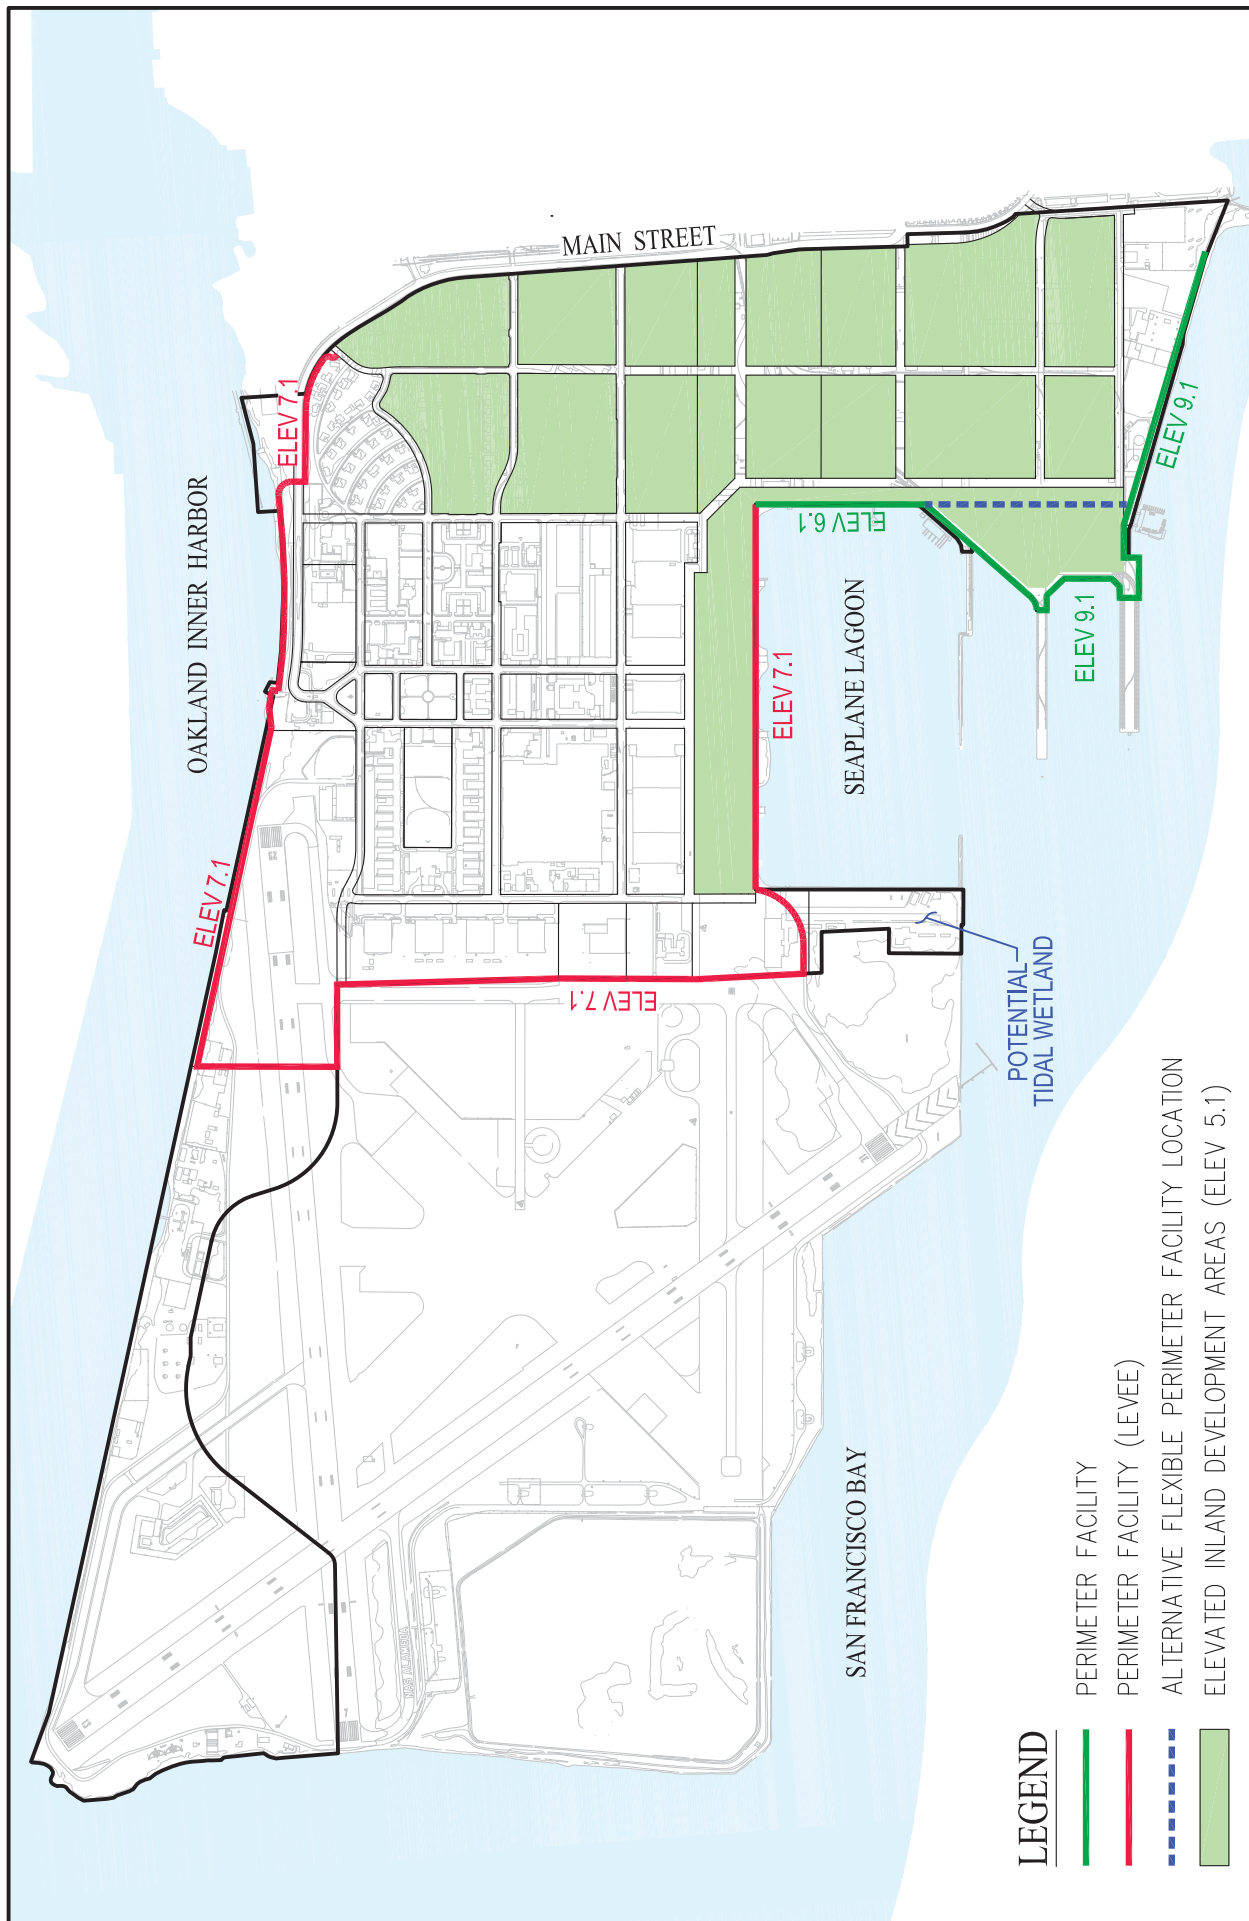 MAIN STREET
OAKLAND INNER HARBOR
ELEV 7.1
ELEV 7.1
ELEV 7.1
ELEV 7.1
ELEV 6.1
SEAPLANE LAGOON
ELEV 9.1
ELEV 9.1
POTENTIAL
TIDAL WETLAND
NAS ALAMEDA
SAN FRANCISCO BAY
LEGEND
PERIMETER FACILITY
PERIMETER FACILITY (LEVEE)
ALTERNATIVE FLEXIBLE PERIMETER FACILITY LOCATION
ELEVATED INLAND DEVELOPMENT AREAS (ELEV 5.1)